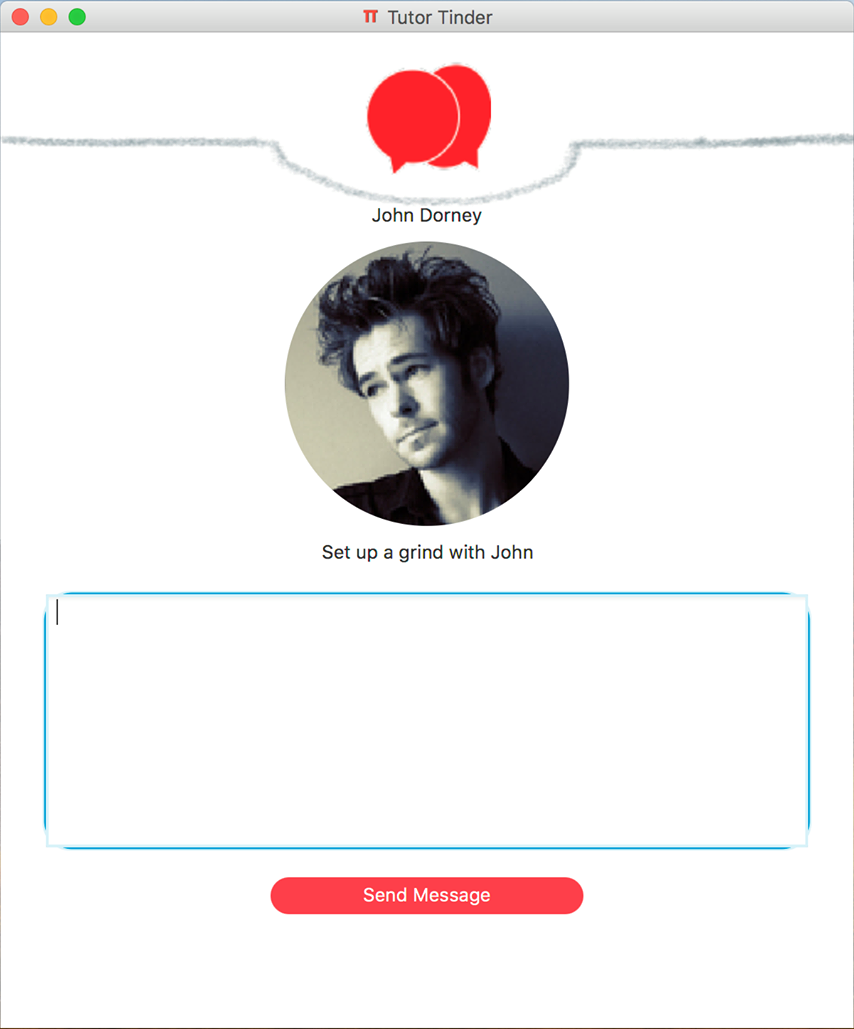 Tutor Tinder
John Dorney
Set up a grind with John
Send Message